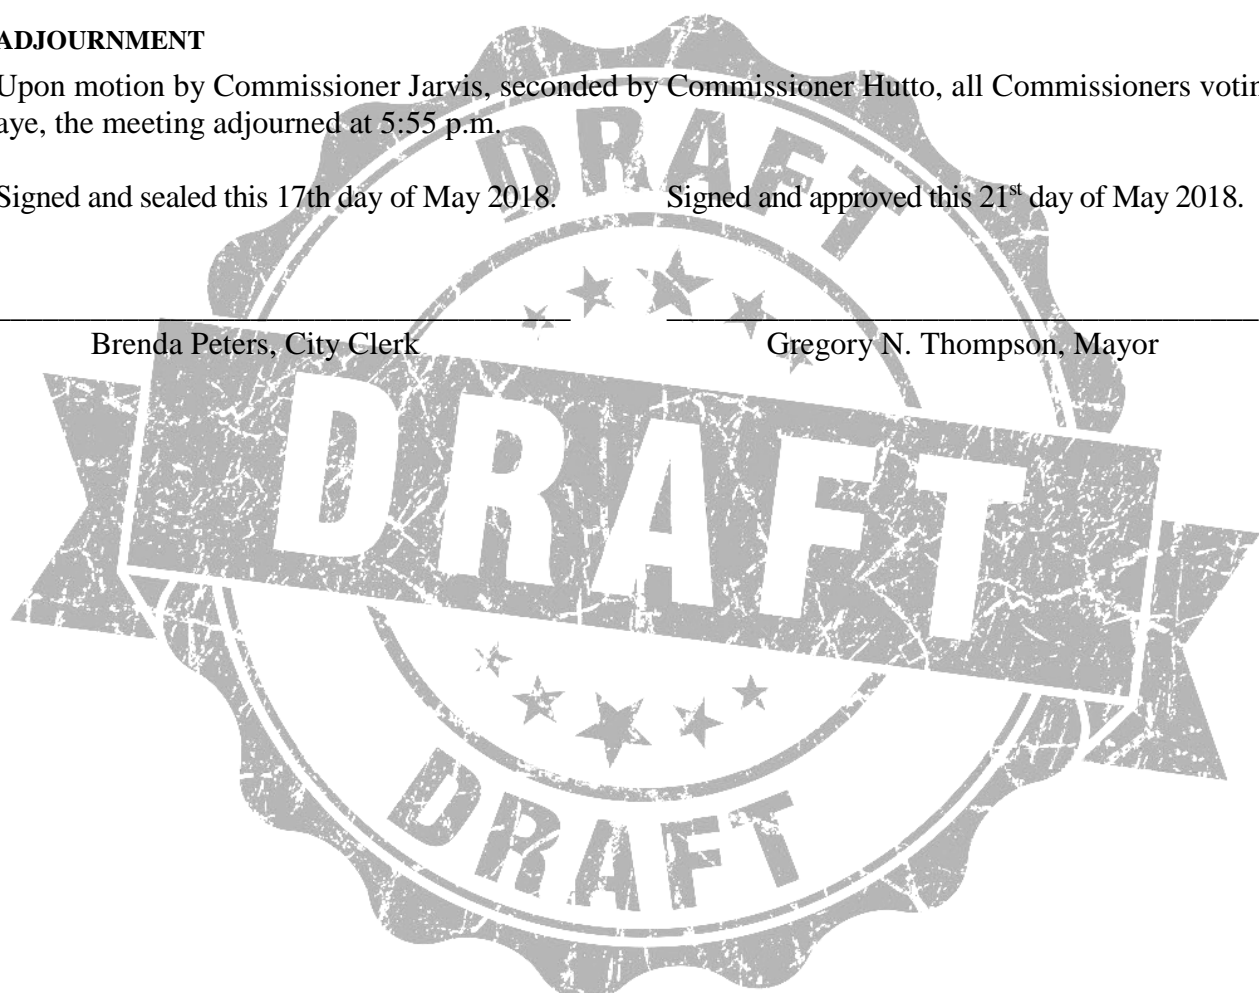 ADJOURNMENT
Upon motion by Commissioner Jarvis, seconded by Commissioner Hutto, all Commissioners votin
aye, the meeting adjourned at 5:55 p.m.
Signed and sealed this 17th day of May 2018. Signed and approved this 21st day of May 2018.
Brenda Peters, City Clerk Gregory N. Thompson, Mayor
DRAFT
DRAFT
DRAFT